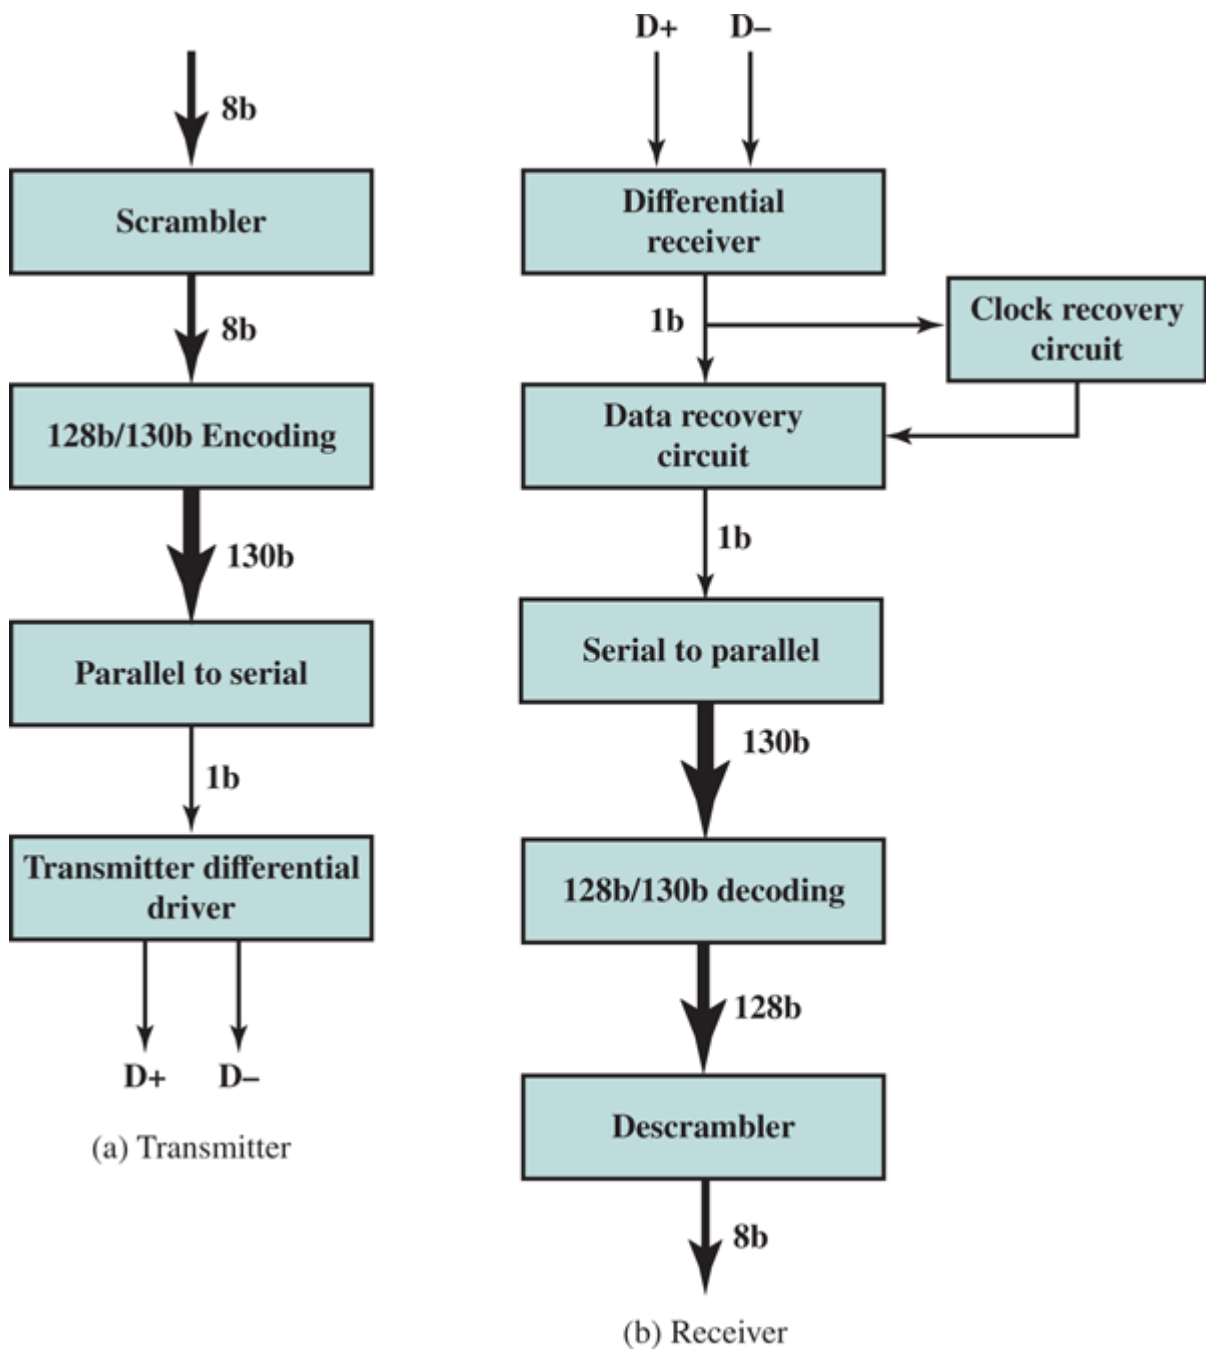 8b
Scrambler
8b
128b/130b Encoding
130b
Parallel to serial
1b
Transmitter differential
driver
D+ D–
(a) Transmitter
D+ D–
Differential
receiver
1b
Clock recovery
circuit
Data recovery
circuit
1b
Serial to parallel
130b
128b/130b decoding
128b
Descrambler
8b
(b) Receiver